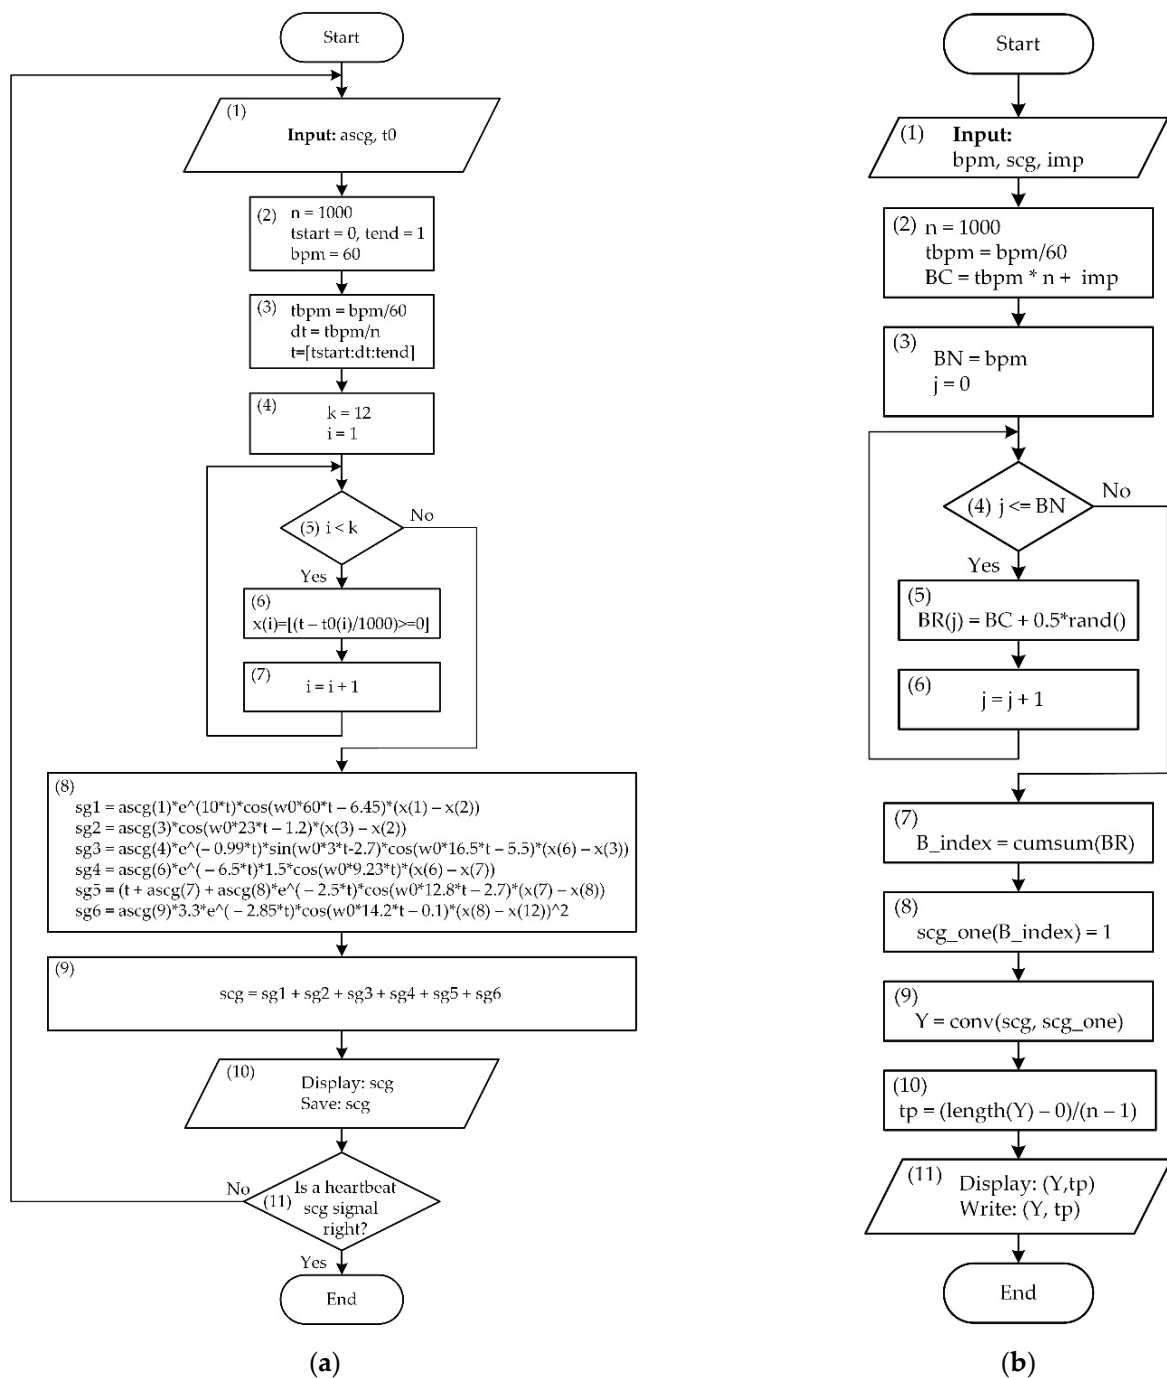 Start
(1)
Input: ascg, t0
(2)
n = 1000
tstart = 0, tend = 1
bpm = 60
(3)
tbpm = bpm/60
dt = tbpm/n
t=[tstart:dt:tend]
(4)
k = 12
i = 1
(5) i < k
No
Yes
(6)
x(i)=[(t – t0(i)/1000)>=0]
(7)
i = i + 1
(8)
sg1 = ascg(1)*e^(10*t)*cos(w0*60*t – 6.45)*(x(1) – x(2))
sg2 = ascg(3)*cos(w0*23*t – 1.2)*(x(3) – x(2))
sg3 = ascg(4)*e^( – 0.99*t)*sin(w0*3*t-2.7)*cos(w0*16.5*t – 5.5)*(x(6) – x(3))
sg4 = ascg(6)*e^( – 6.5*t)*1.5*cos(w0*9.23*t)*(x(6) – x(7))
sg5 = (t + ascg(7) + ascg(8)*e^( – 2.5*t)*cos(w0*12.8*t – 2.7)*(x(7) – x(8))
sg6 = ascg(9)*3.3*e^( – 2.85*t)*cos(w0*14.2*t – 0.1)*(x(8) – x(12))^2
(9)
scg = sg1 + sg2 + sg3 + sg4 + sg5 + sg6
(10)
Display: scg
Save: scg
No
(11)
Is a heartbeat
scg signal
right?
Yes
End
(a)
Start
(1)
Input:
bpm, scg, imp
(2)
n = 1000
tbpm = bpm/60
BC = tbpm * n + imp
(3)
BN = bpm
j = 0
(4) j <= BN
No
Yes
(5)
BR(j) = BC + 0.5*rand()
(6)
j = j + 1
(7)
B_index = cumsum(BR)
(8)
scg_one(B_index) = 1
(9)
Y = conv(scg, scg_one)
(10)
tp = (length(Y) – 0)/(n – 1)
(11)
Display: (Y,tp)
Write: (Y, tp)
End
(b)